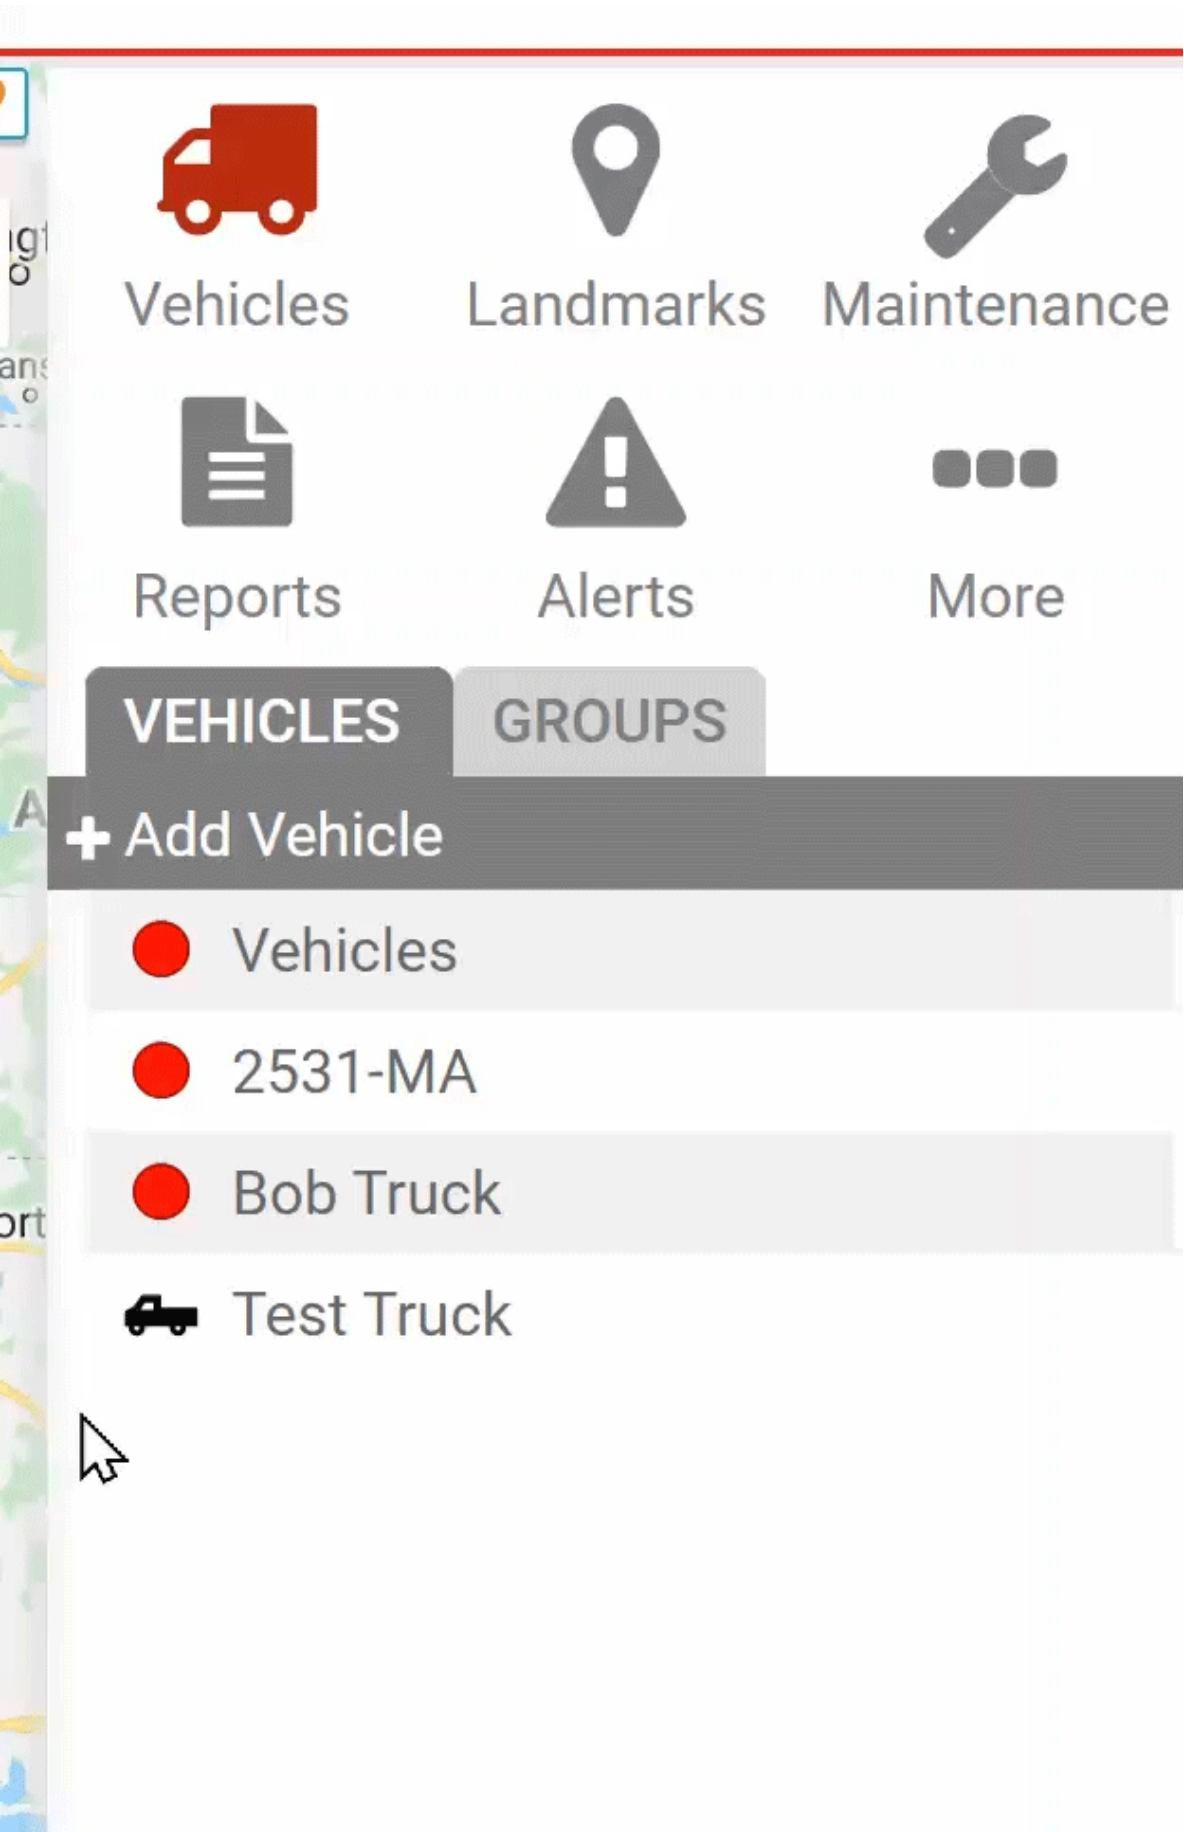 Vehicles Landmarks Maintenance
Reports Alerts More
VEHICLES GROUPS
Add Vehicle
Vehicles
2531-MA
Bob Truck
Test Truck